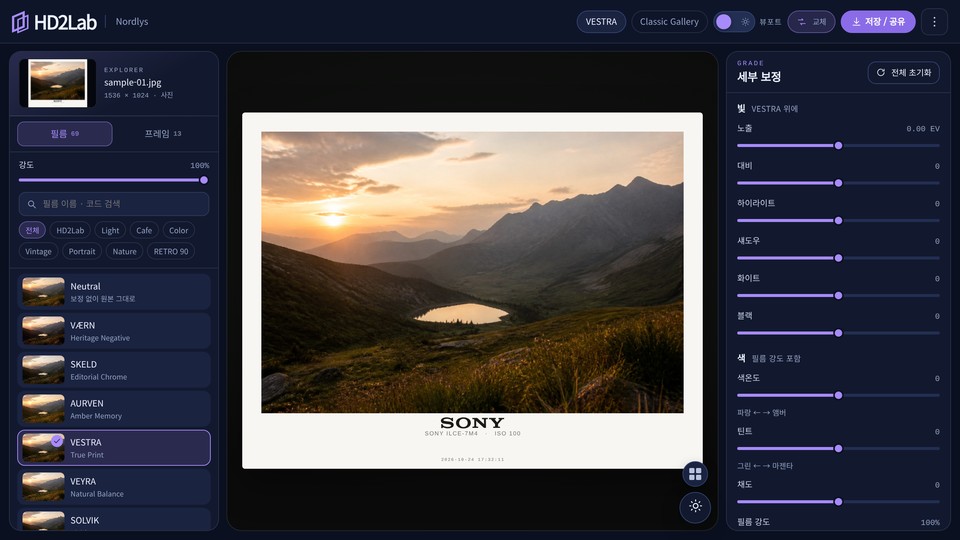 HD2Lab
Nordlys
VESTRA
Classic Gallery
뷰포트
교체
저장 / 공유
EXPLORER
sample-01.jpg
1536 × 1024 · 사진
필름 60
프레임 13
강도
100%
필름 이름 · 코드 검색
전체
HD2Lab
Light
Cafe
Color
Vintage
Portrait
Nature
RETRO 90
Neutral
보정 없이 원본 그대로
VÆRN
Heritage Negative
SKELD
Editorial Chrome
AURVEN
Amber Memory
VESTRA
True Print
VEYRA
Natural Balance
SOLVIK
SONY
SONY ILCE-7M4 · ISO 100
GRADE
세부 보정
전체 초기화
빛 VESTRA 위에
노출 0.00 EV
대비 0
하이라이트 0
섀도우 0
화이트 0
블랙 0
색 필름 강도 포함
색온도 0
파랑 ← → 앰버
틴트 0
그린 ← → 마젠타
채도 0
필름 강도 100%